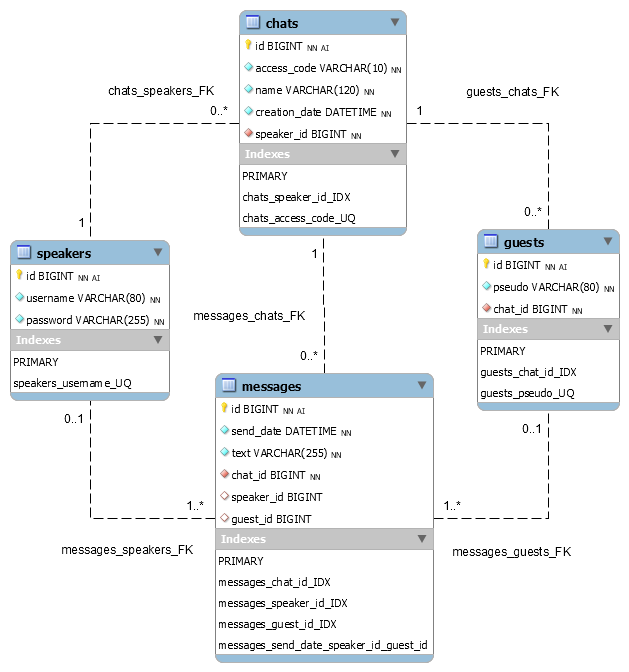 chats
id BIGINT NN AI
access_code VARCHAR(10) NN
name VARCHAR(120) NN
creation_date DATETIME NN
speaker_id BIGINT NN
Indexes
PRIMARY
chats_speaker_id_IDX
chats_access_code_UQ
chats_speakers_FK
0..*
1
guests_chats_FK
1
0..*
speakers
id BIGINT NN AI
username VARCHAR(80) NN
password VARCHAR(255) NN
Indexes
PRIMARY
speakers_username_UQ
guests
id BIGINT NN AI
pseudo VARCHAR(80) NN
chat_id BIGINT NN
Indexes
PRIMARY
guests_chat_id_IDX
guests_pseudo_UQ
1
messages_chats_FK
0..*
messages
id BIGINT NN AI
send_date DATETIME NN
text VARCHAR(255) NN
chat_id BIGINT NN
speaker_id BIGINT
guest_id BIGINT
Indexes
PRIMARY
messages_chat_id_IDX
messages_speaker_id_IDX
messages_guest_id_IDX
messages_send_date_speaker_id_guest_id
0..1
1..*
messages_speakers_FK
0..1
1..*
messages_guests_FK